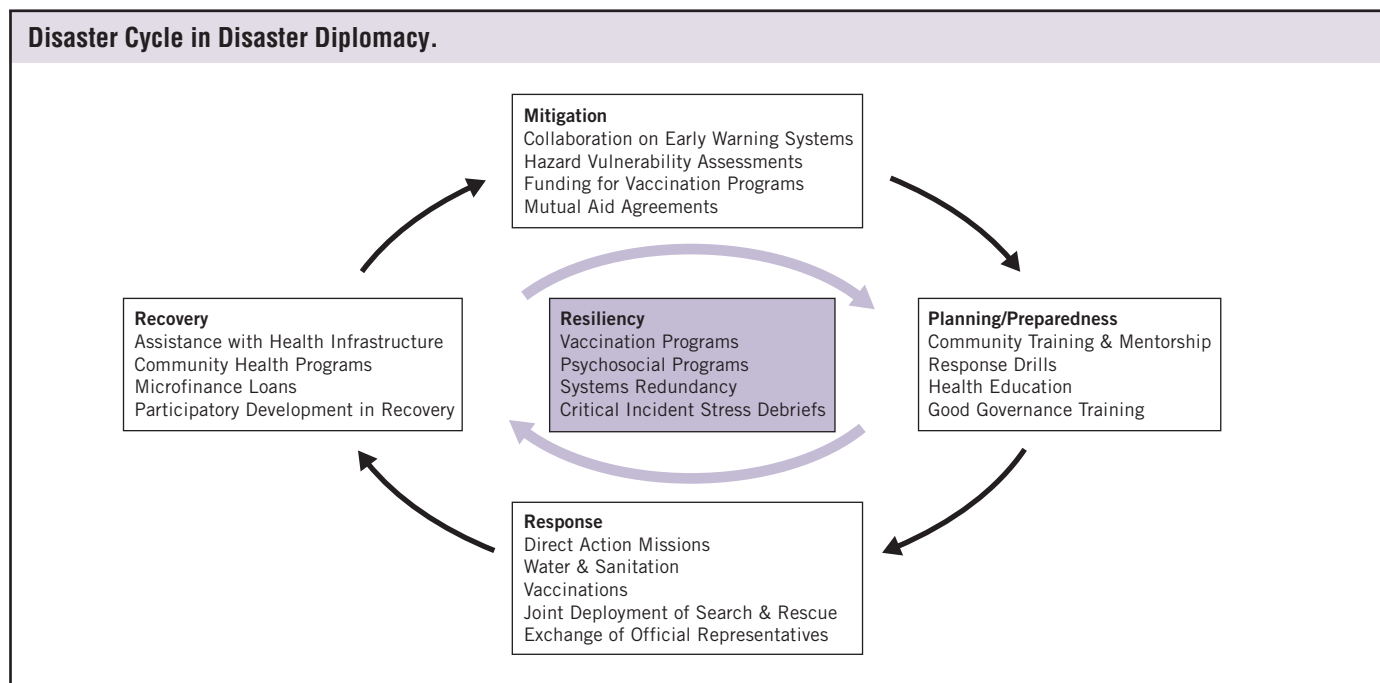 Disaster Cycle in Disaster Diplomacy.
Mitigation
Collaboration on Early Warning Systems
Hazard Vulnerability Assessments
Funding for Vaccination Programs
Mutual Aid Agreements
Recovery
Assistance with Health Infrastructure
Community Health Programs
Microfinance Loans
Participatory Development in Recovery
Resiliency
Vaccination Programs
Psychosocial Programs
Systems Redundancy
Critical Incident Stress Debriefs
Planning/Preparedness
Community Training & Mentorship
Response Drills
Health Education
Good Governance Training
Response
Direct Action Missions
Water & Sanitation
Vaccinations
Joint Deployment of Search & Rescue
Exchange of Official Representatives